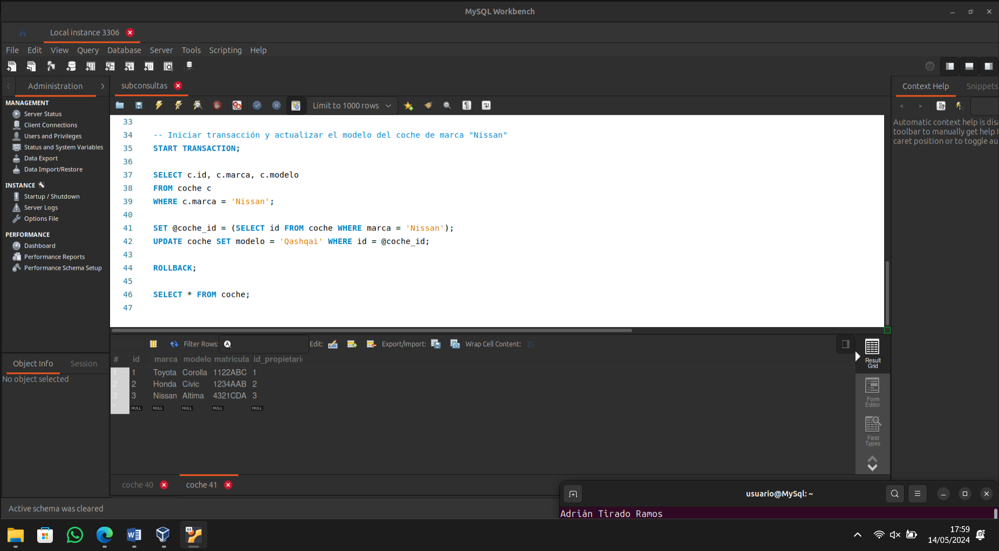 MySQL Workbench
Local instance 3306
File Edit View Query Database Server Tools Scripting Help
Administration
subconsultas
Context Help Snippets
MANAGEMENT
Server Status
Client Connections
Users and Privileges
Status and System Variables
Data Export
Data Import/Restore
INSTANCE
Startup / Shutdown
Server Logs
Options File
PERFORMANCE
Dashboard
Performance Reports
Performance Schema Setup
Object Info Session
No object selected
Limit to 1000 rows
33
34 -- Iniciar transacción y actualizar el modelo del coche de marca "Nissan"
35 START TRANSACTION;
36
37 SELECT c.id, c.marca, c.modelo
38 FROM coche c
39 WHERE c.marca = 'Nissan';
40
41 SET @coche_id = (SELECT id FROM coche WHERE marca = 'Nissan');
42 UPDATE coche SET modelo = 'Qashqai' WHERE id = @coche_id;
43
44 ROLLBACK;
45
46 SELECT * FROM coche;
47
Automatic context help is disa
toolbar to manually get help f
caret position or to toggle au
Filter Rows: Edit: Export/Import: Wrap Cell Content:
# id marca modelo matricula id_propietari
1 1 Toyota Corolla 1122ABC 1
2 2 Honda Civic 1234AAB 2
3 3 Nissan Altima 4321CDA 3
* NULL NULL NULL NULL NULL
Result
Grid
Form
Editor
Field
Types
coche 40 coche 41
Active schema was cleared
usuario@MySql: ~
Adrián Tirado Ramos
17:59
14/05/2024